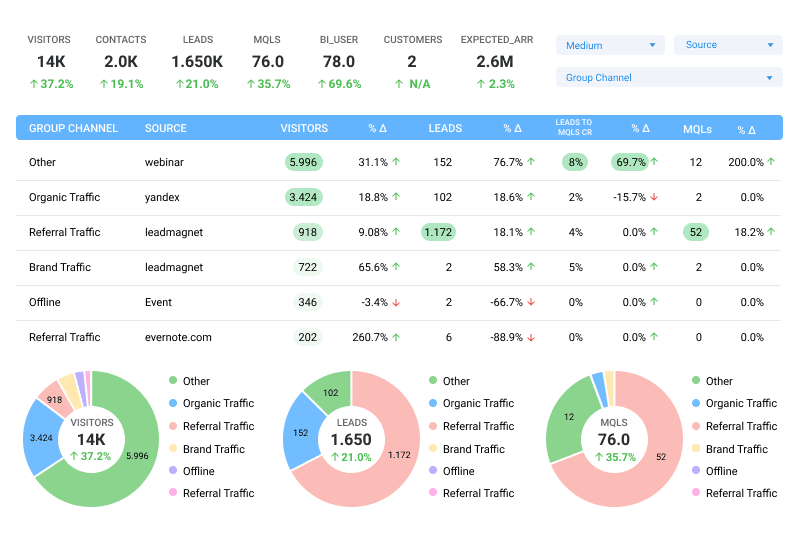 VISITORS CONTACTS LEADS MQLS BI_USER CUSTOMERS EXPECTED_ARR
14K 2.0K 1.650K 76.0 78.0 2 2.6M
↑ 37.2% ↑ 19.1% ↑ 21.0% ↑ 35.7% ↑ 69.6% ↑ N/A ↑ 2.3%
Medium Source
Group Channel
GROUP CHANNEL SOURCE VISITORS % Δ LEADS % Δ LEADS TO MQLS CR % Δ MQLs % Δ
Other webinar 5.996 31.1% ↑ 152 76.7% ↑ 8% 69.7% ↑ 12 200.0% ↑
Organic Traffic yandex 3.424 18.8% ↑ 102 18.6% ↑ 2% -15.7% ↓ 2 0.0%
Referral Traffic leadmagnet 918 9.08% ↑ 1.172 18.1% ↑ 4% 0.0% ↑ 52 18.2% ↑
Brand Traffic leadmagnet 722 65.6% ↑ 2 58.3% ↑ 5% 0.0% ↑ 2 0.0%
Offline Event 346 -3.4% ↓ 2 -66.7% ↓ 0% 0.0% ↑ 0 0.0%
Referral Traffic evernote.com 202 260.7% ↑ 6 -88.9% ↓ 0% 0.0% ↑ 0 0.0%
918
3.424
5.996
VISITORS
14K
↑ 37.2%
Other
Organic Traffic
Referral Traffic
Brand Traffic
Offline
Referral Traffic
102
152
1.172
LEADS
1.650
↑ 21.0%
Other
Organic Traffic
Referral Traffic
Brand Traffic
Offline
Referral Traffic
12
52
MQLS
76.0
↑ 35.7%
Other
Organic Traffic
Referral Traffic
Brand Traffic
Offline
Referral Traffic